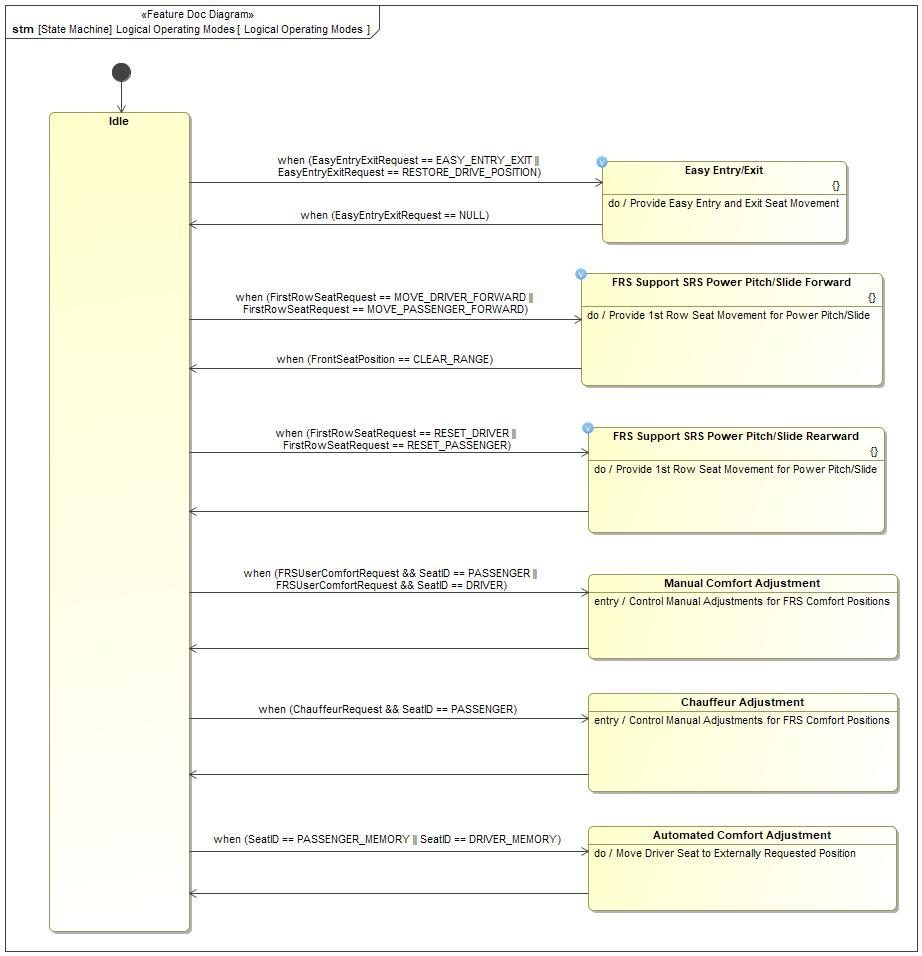 «Feature Doc Diagram»
stm [State Machine] Logical Operating Modes [ Logical Operating Modes ]
Idle
when (EasyEntryExitRequest == EASY_ENTRY_EXIT ||
EasyEntryExitRequest == RESTORE_DRIVE_POSITION)
V
Easy Entry/Exit
{}
do / Provide Easy Entry and Exit Seat Movement
when (EasyEntryExitRequest == NULL)
V
FRS Support SRS Power Pitch/Slide Forward
{}
when (FirstRowSeatRequest == MOVE_DRIVER_FORWARD ||
FirstRowSeatRequest == MOVE_PASSENGER_FORWARD)
do / Provide 1st Row Seat Movement for Power Pitch/Slide
when (FrontSeatPosition == CLEAR_RANGE)
V
FRS Support SRS Power Pitch/Slide Rearward
{}
when (FirstRowSeatRequest == RESET_DRIVER ||
FirstRowSeatRequest == RESET_PASSENGER)
do / Provide 1st Row Seat Movement for Power Pitch/Slide
when (FRSUserComfortRequest && SeatID == PASSENGER ||
FRSUserComfortRequest && SeatID == DRIVER)
Manual Comfort Adjustment
entry / Control Manual Adjustments for FRS Comfort Positions
when (ChauffeurRequest && SeatID == PASSENGER)
Chauffeur Adjustment
entry / Control Manual Adjustments for FRS Comfort Positions
when (SeatID == PASSENGER_MEMORY || SeatID == DRIVER_MEMORY)
Automated Comfort Adjustment
do / Move Driver Seat to Externally Requested Position